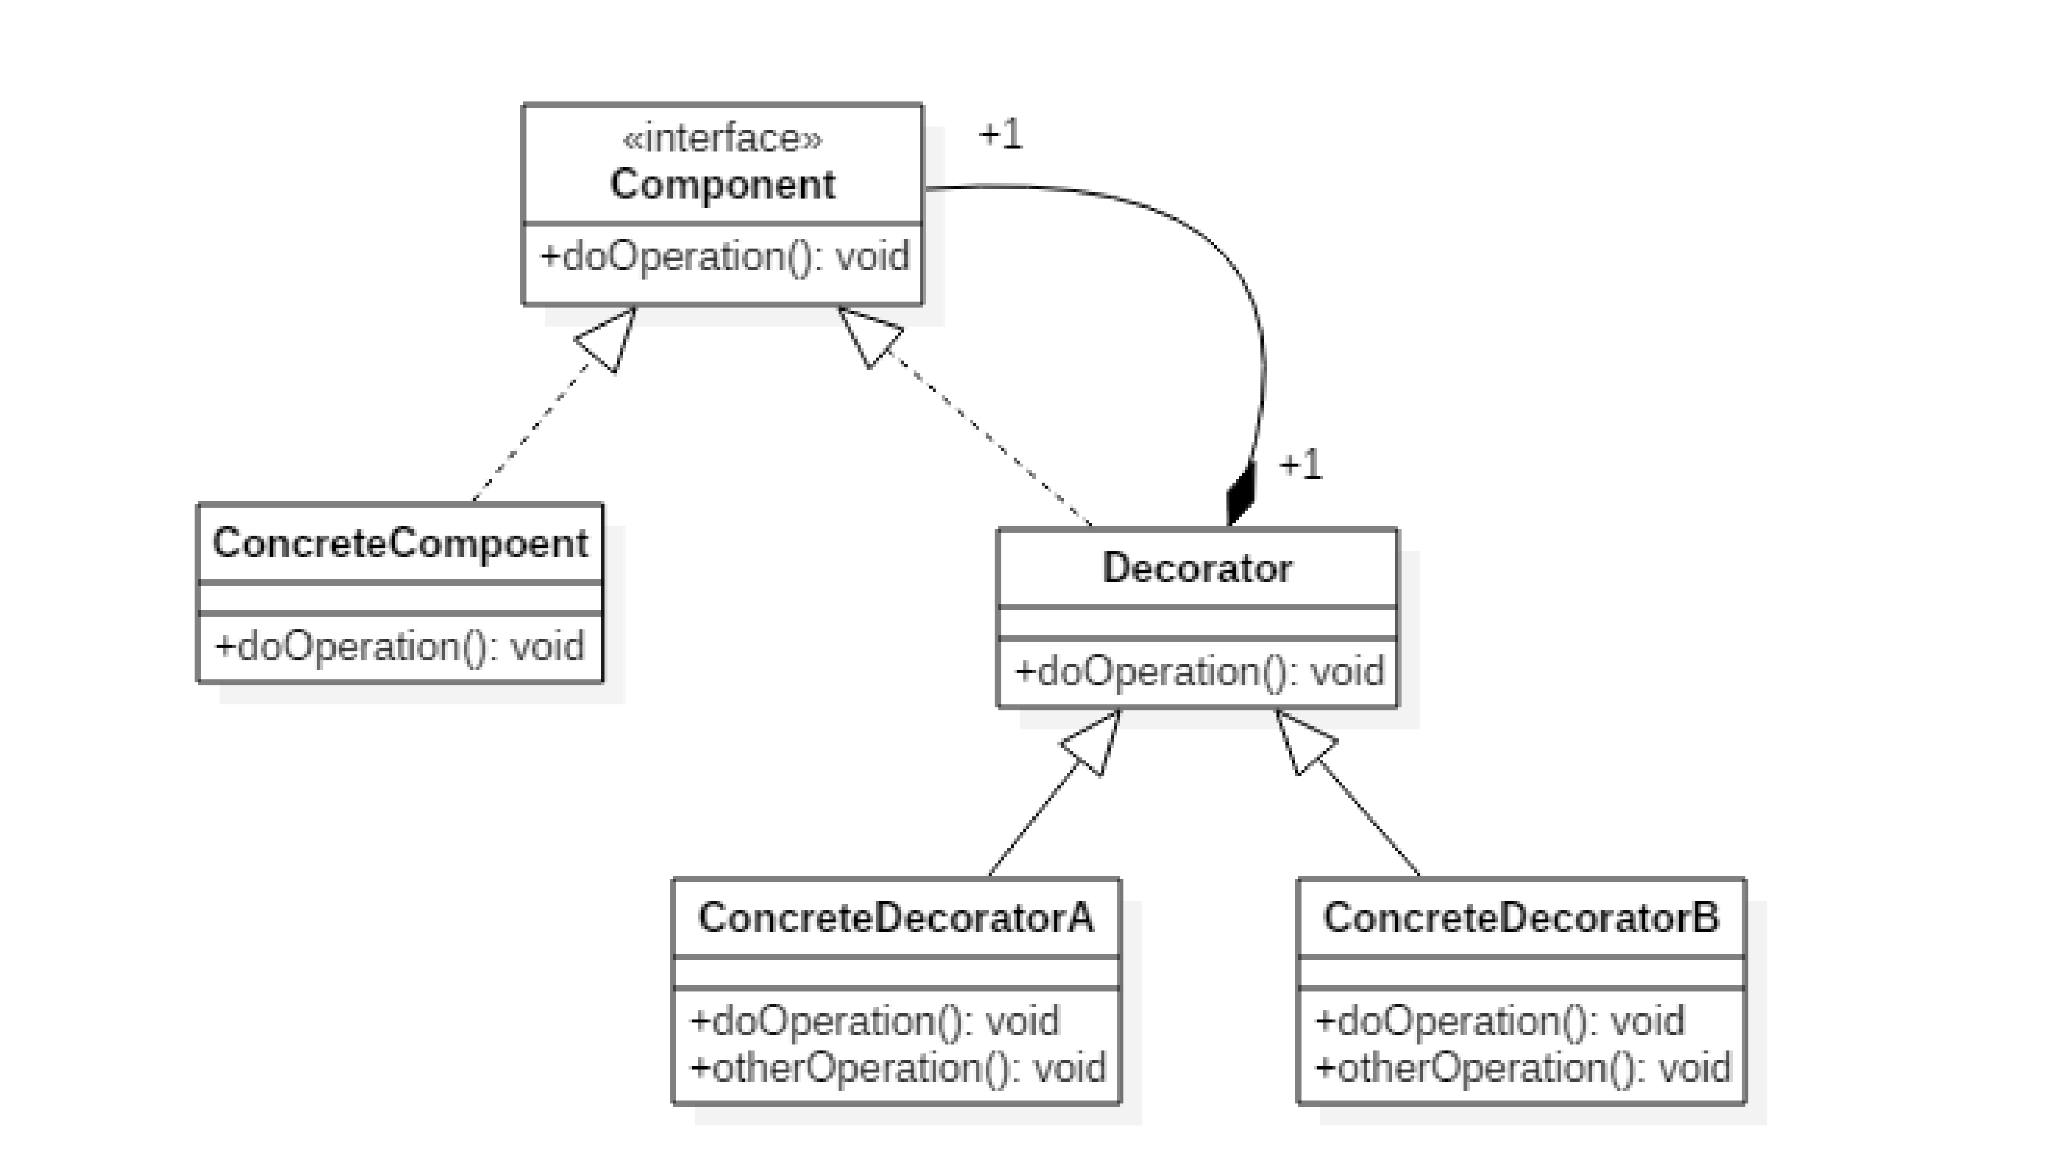 «interface»
Component
+doOperation(): void
+1
+1
ConcreteCompoent
+doOperation(): void
Decorator
+doOperation(): void
ConcreteDecoratorA
+doOperation(): void
+otherOperation(): void
ConcreteDecoratorB
+doOperation(): void
+otherOperation(): void